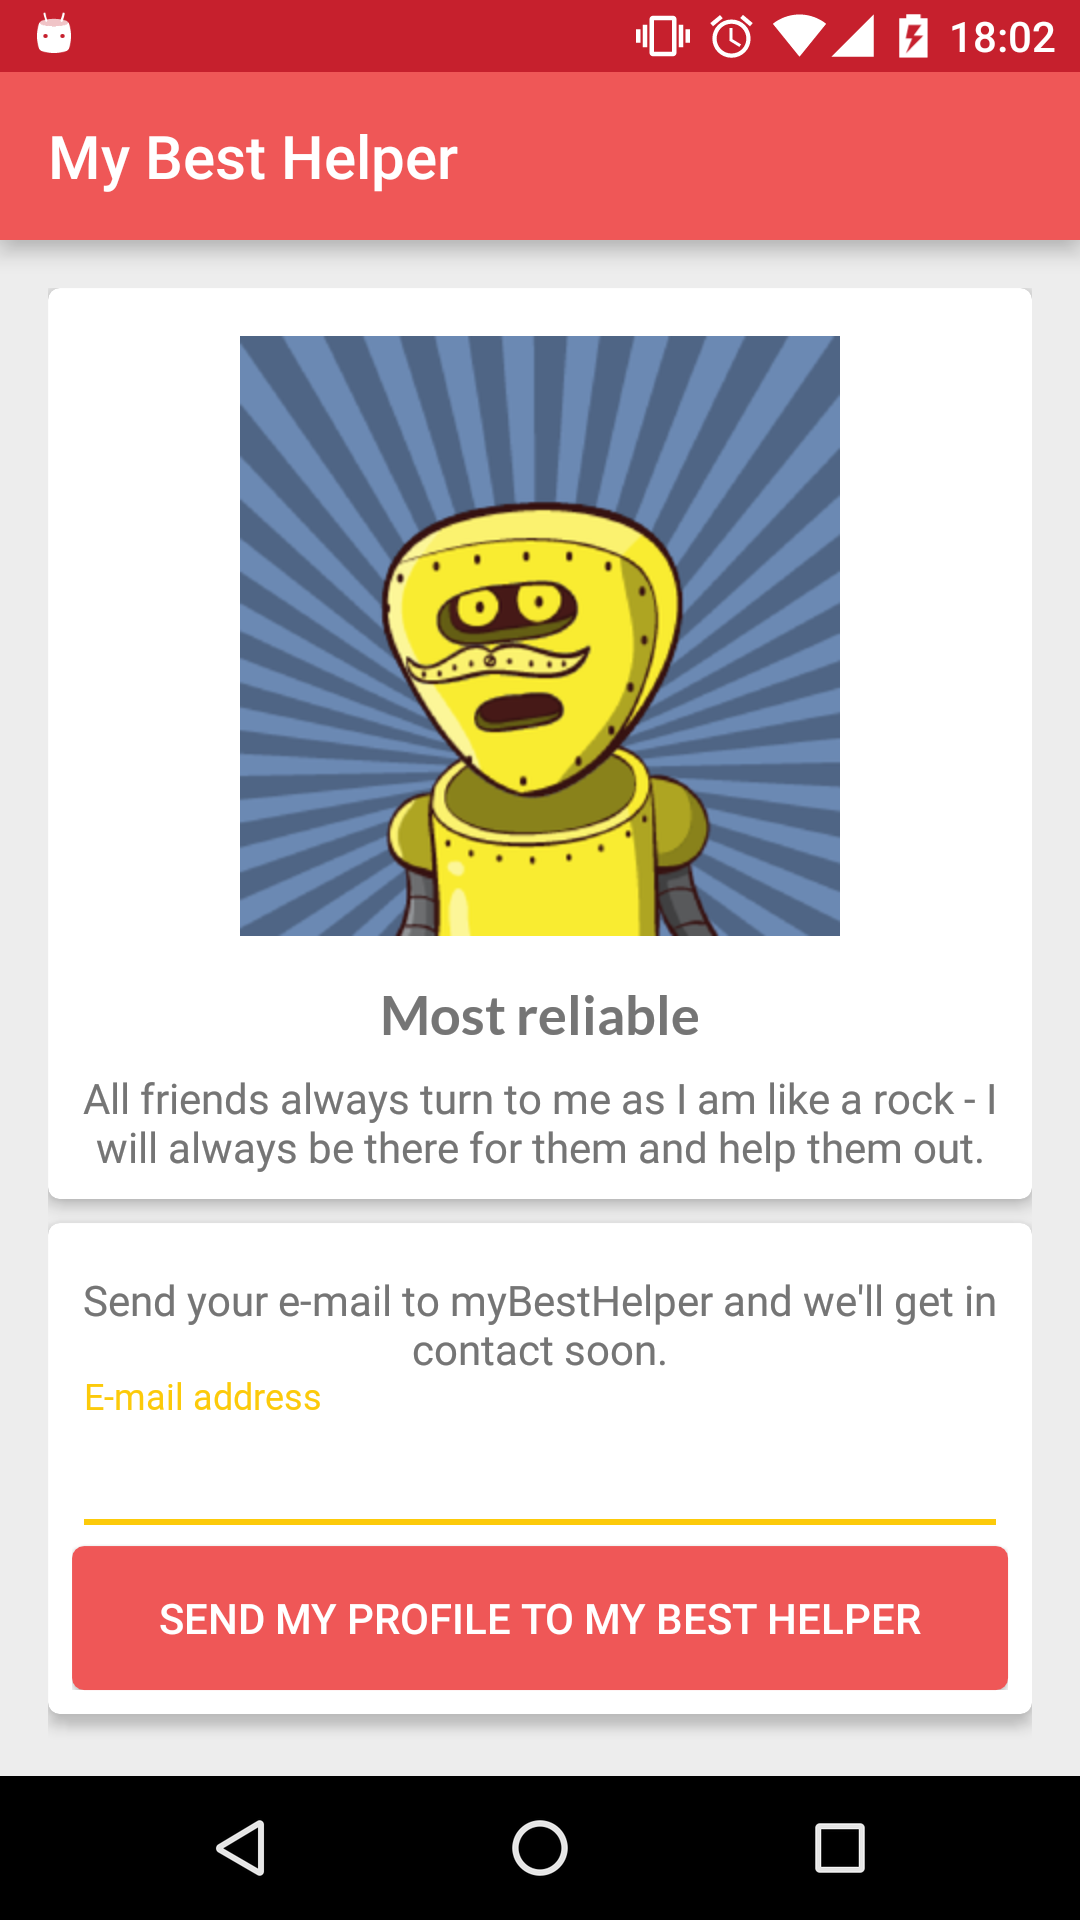 18:02
My Best Helper
Most reliable
All friends always turn to me as I am like a rock - I
will always be there for them and help them out.
Send your e-mail to myBestHelper and we'll get in
contact soon.
E-mail address
SEND MY PROFILE TO MY BEST HELPER